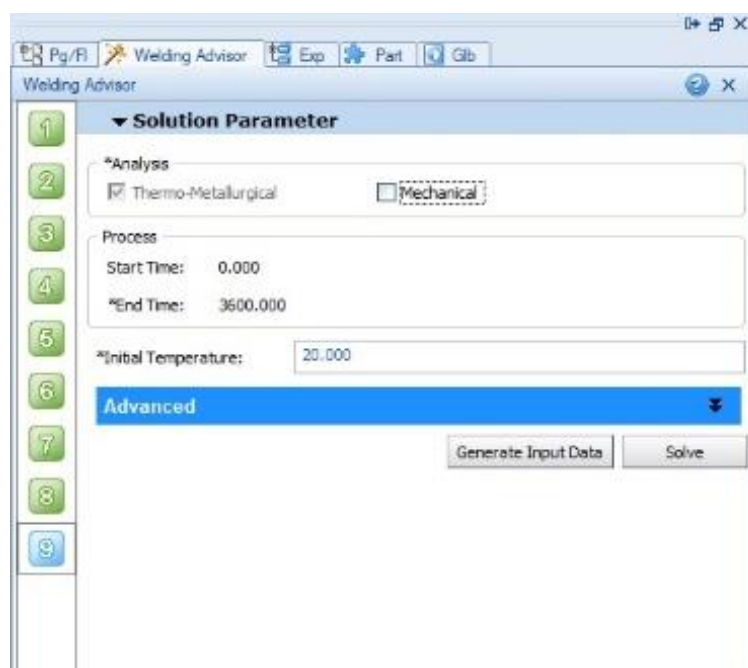 Pg/Fl Welding Advisor Exp Part Glb
Welding Advisor
1
Solution Parameter
*Analysis
2
Thermo-Metallurgical Mechanical
3
Process
Start Time: 0.000
4
*End Time: 3600.000
5
*Initial Temperature: 20.000
6
Advanced
7
Generate Input Data Solve
8
9